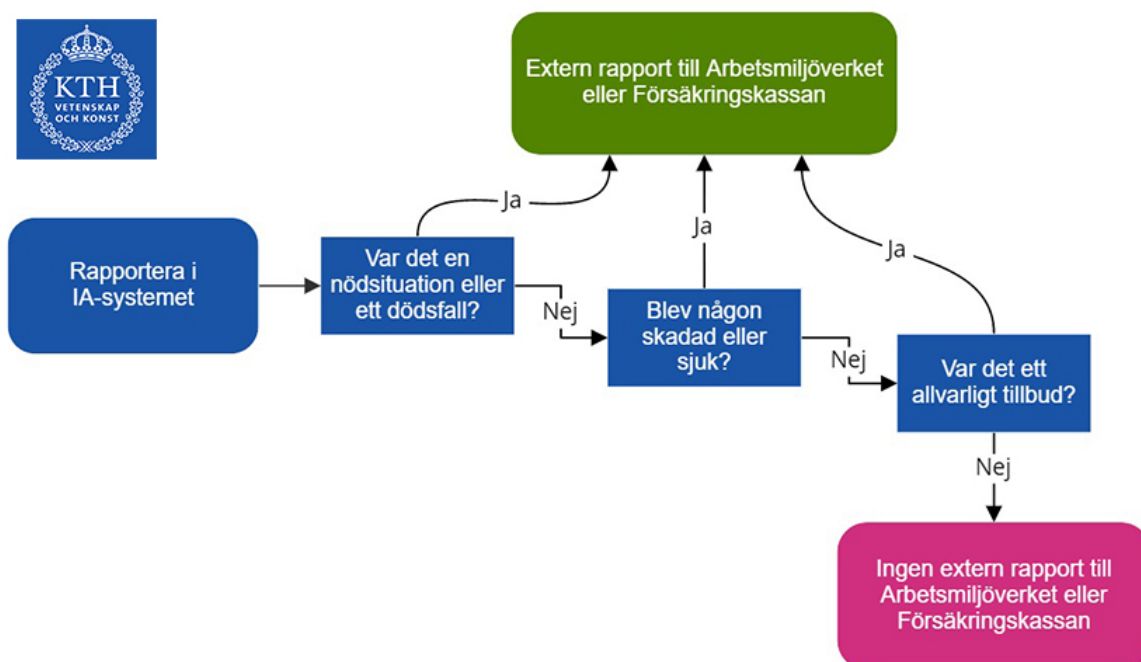 KTH
VETENSKAP
OCH KONST
Extern rapport till Arbetsmiljöverket
eller Försäkringskassan
Rapportera i
IA-systemet
Var det en
nödsituation eller
ett dödsfall?
Ja
Nej
Blev någon
skadad eller
sjuk?
Ja
Nej
Var det ett
allvarligt tillbud?
Ja
Nej
Ingen extern rapport till
Arbetsmiljöverket eller
Försäkringskassan